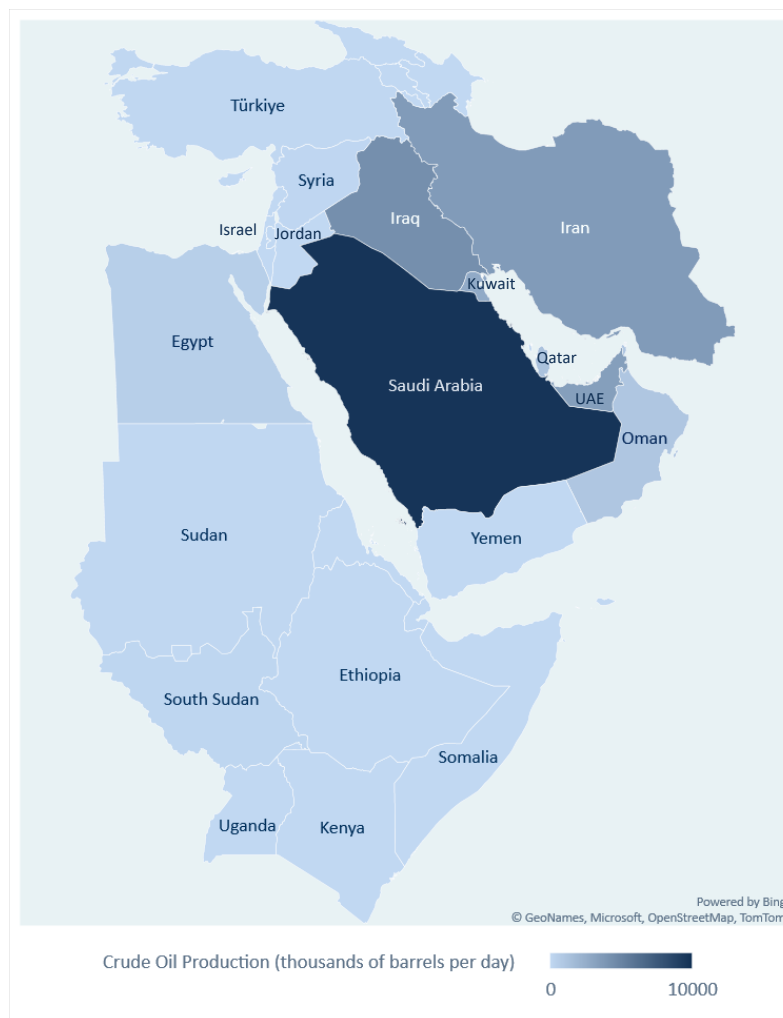 Türkiye
Syria
Israel
Jordan
Iraq
Iran
Kuwait
Egypt
Qatar
Saudi Arabia
UAE
Oman
Sudan
Yemen
Ethiopia
South Sudan
Somalia
Uganda
Kenya
Powered by Bing
© GeoNames, Microsoft, OpenStreetMap, TomTom
Crude Oil Production (thousands of barrels per day)
0
10000